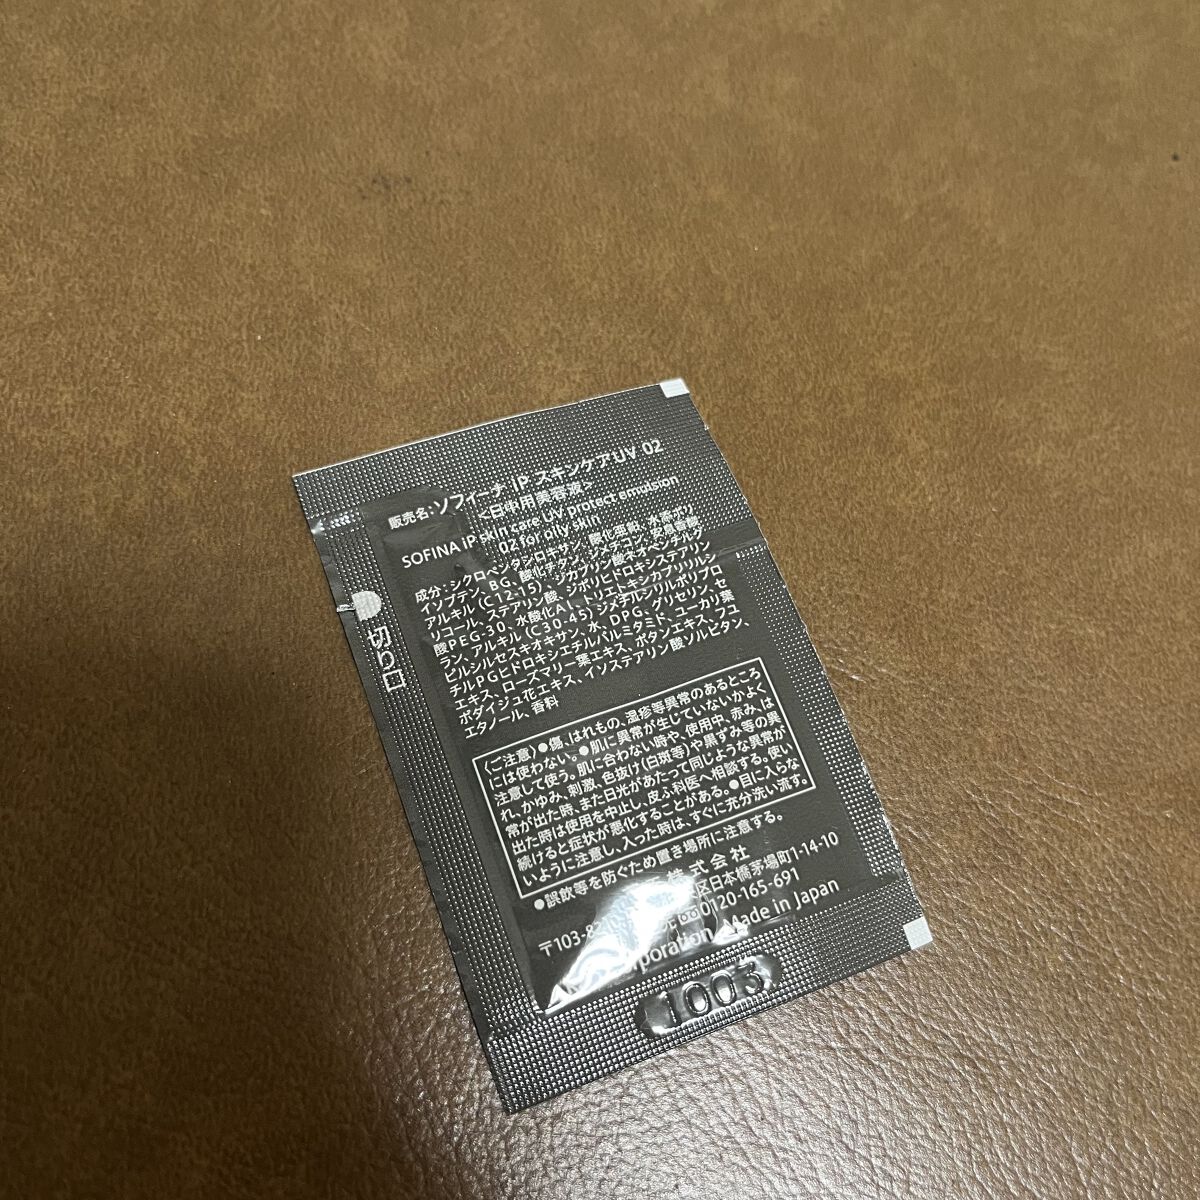 販売名：ソフィーナ iP スキンケアUV 02
＜日中用美容液＞
SOFINA iP skin care UV protect emulsion
02 for oily skin
成分：シクロペンタシロキサン、酸化亜鉛、水添ポリ
イソブテン、BG、酸化チタン、ジメチコン、安息香酸
アルキル(C12-15)、ジカプリン酸ネオペンチルグ
リコール、ステアリン酸、ジポリヒドロキシステアリン
酸PEG-30、水酸化Al、トリエトキシカプリリルシ
ラン、アルキル(C30-45)ジメチルシリルポリプロ
ピルシルセスキオキサン、水、DPG、グリセリン、セ
チルPGヒドロキシエチルパルミタミド、ユーカリ葉
エキス、ローズマリー葉エキス、ボタンエキス、フユ
ボダイジュ花エキス、イソステアリン酸ソルビタン、
エタノール、香料
切り口
〈ご注意〉●傷、はれもの、湿疹等異常のあるところ
には使わない。●肌に異常が生じていないかよく
注意して使う。肌に合わない時や、使用中、赤み、は
れ、かゆみ、刺激、色抜け(白斑等)や黒ずみ等の異
常が出た時、また日光があたって同じような異常が
出た時は使用を中止し、皮ふ科医へ相談する。使い
続けると症状が悪化することがある。●目に入らな
いように注意し、入った時は、すぐに充分洗い流す。
●誤飲等を防ぐため置き場所に注意する。
株式会社
〒103-82 区日本橋茅場町1-14-10
0120-165-691
rporation Made in Japan
1003